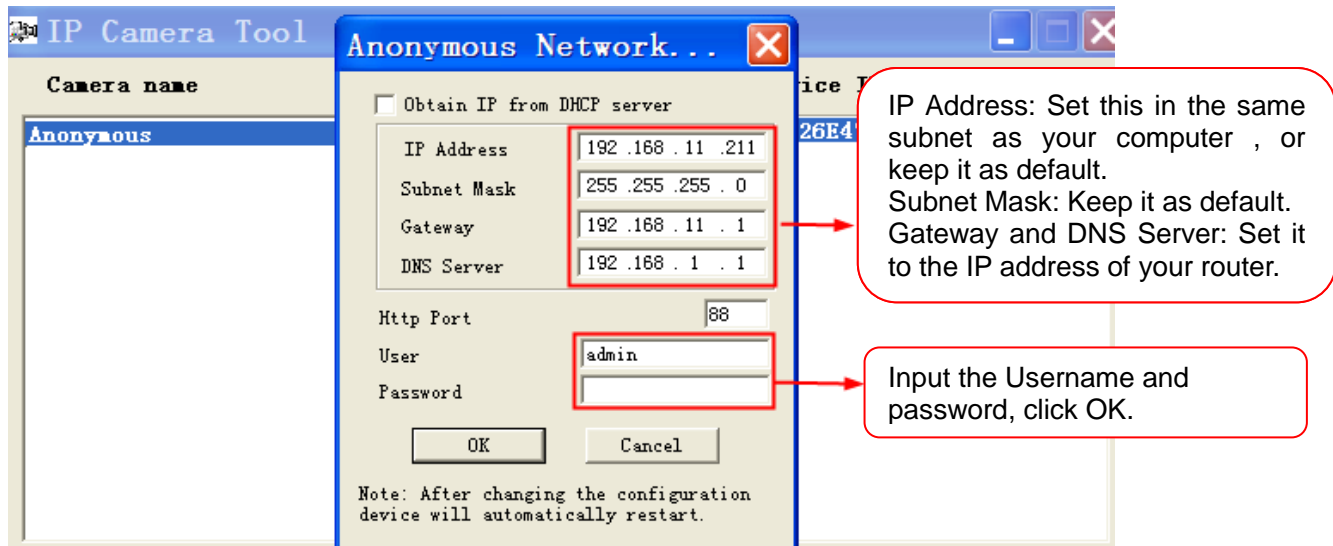 IP Camera Tool
Anonymous Network...
Camera name
Anonymous
Obtain IP from DHCP server
IP Address 192 .168 . 11 .211
Subnet Mask 255 .255 .255 . 0
Gateway 192 .168 . 11 . 1
DNS Server 192 .168 . 1 . 1
Http Port 88
User admin
Password
OK Cancel
Note: After changing the configuration
device will automatically restart.
26E4
IP Address: Set this in the same
subnet as your computer , or
keep it as default.
Subnet Mask: Keep it as default.
Gateway and DNS Server: Set it
to the IP address of your router.
Input the Username and
password, click OK.